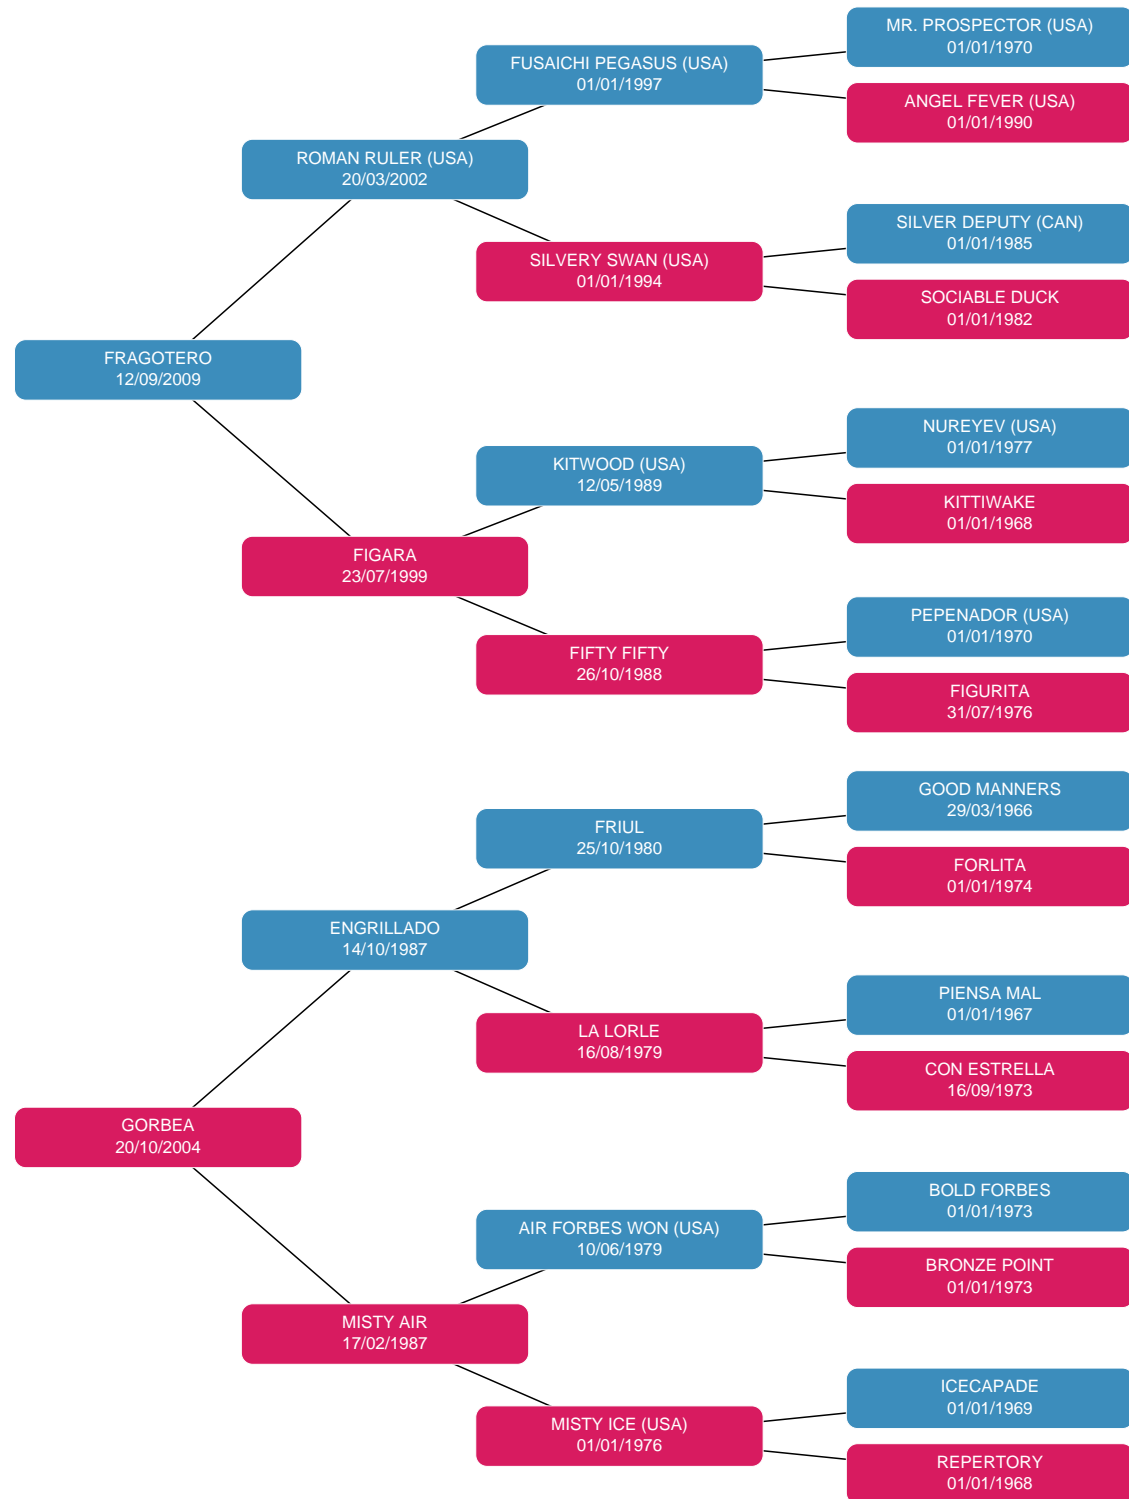 MR. PROSPECTOR (USA)
01/01/1970
FUSAICHI PEGASUS (USA)
01/01/1997
ANGEL FEVER (USA)
01/01/1990
ROMAN RULER (USA)
20/03/2002
SILVER DEPUTY (CAN)
01/01/1985
SILVERY SWAN (USA)
01/01/1994
SOCIABLE DUCK
01/01/1982
FRAGOTERO
12/09/2009
NUREYEV (USA)
01/01/1977
KITWOOD (USA)
12/05/1989
KITTIWAKE
01/01/1968
FIGARA
23/07/1999
PEPENADOR (USA)
01/01/1970
FIFTY FIFTY
26/10/1988
FIGURITA
31/07/1976
GOOD MANNERS
29/03/1966
FRIUL
25/10/1980
FORLITA
01/01/1974
ENGRILLADO
14/10/1987
PIENSA MAL
01/01/1967
LA LORLE
16/08/1979
CON ESTRELLA
16/09/1973
GORBEA
20/10/2004
BOLD FORBES
01/01/1973
AIR FORBES WON (USA)
10/06/1979
BRONZE POINT
01/01/1973
MISTY AIR
17/02/1987
ICECAPADE
01/01/1969
MISTY ICE (USA)
01/01/1976
REPERTORY
01/01/1968